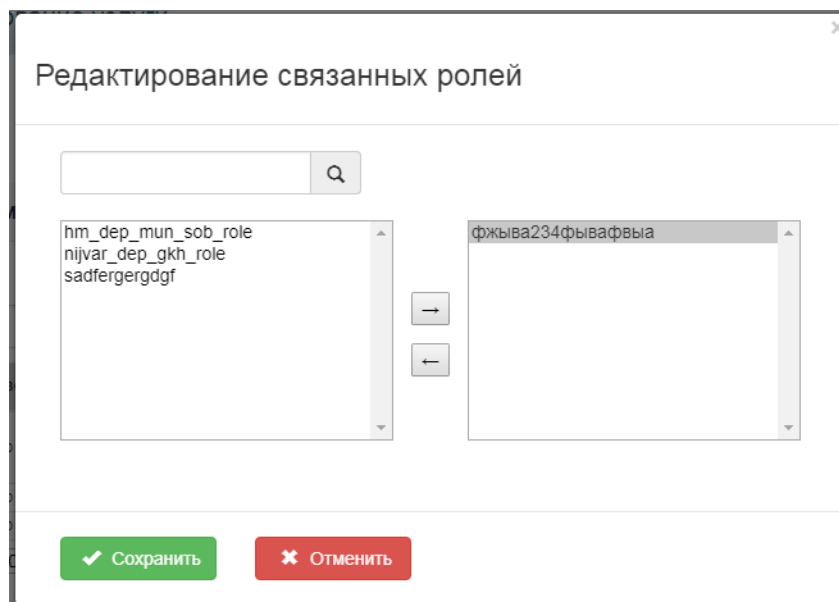 Редактирование связанных ролей
hm_dep_mun_sob_role
nijvar_dep_gkh_role
sadfergergdgf
фжыва234фывафвыа
→
←
Сохранить
Отменить